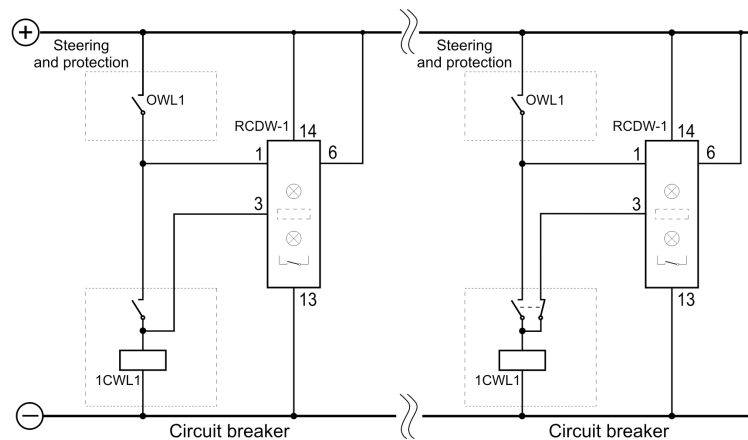 +
Steering
and protection
OWL1
RCDW-1
14
1
6
3
13
1CWL1
−
Circuit breaker
Steering
and protection
OWL1
RCDW-1
14
1
6
3
13
1CWL1
Circuit breaker